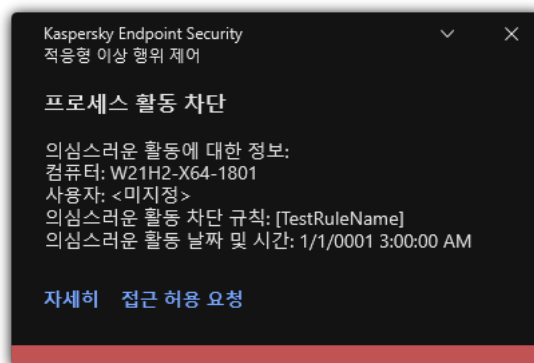 Kaspersky Endpoint Security
적응형 이상 행위 제어
프로세스 활동 차단
의심스러운 활동에 대한 정보:
컴퓨터: W21H2-X64-1801
사용자: <미지정>
의심스러운 활동 차단 규칙: [TestRuleName]
의심스러운 활동 날짜 및 시간: 1/1/0001 3:00:00 AM
자세히 접근 허용 요청